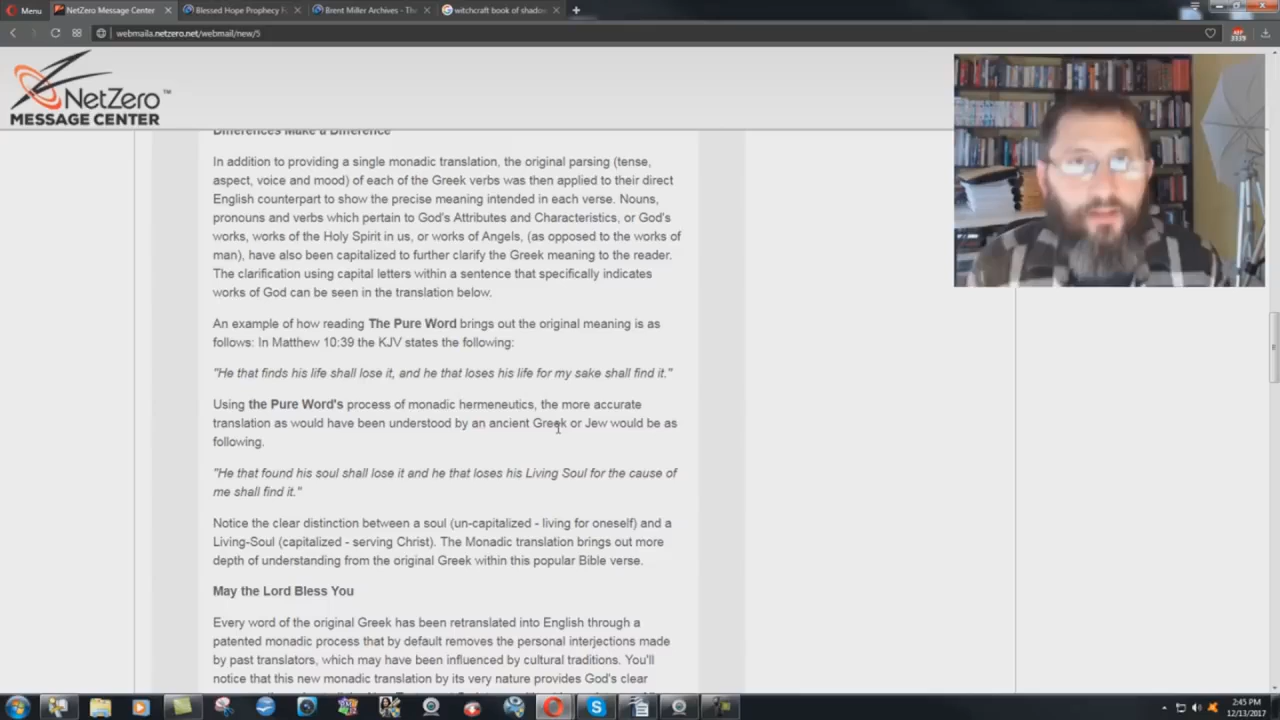 Menu
NetZero Message Center
Blessed Hope Prophecy F
Brent Miller Archives - Th
witchcraft book of shado
webmaila.netzero.net/webmail/new/5
3339
NetZero™
MESSAGE CENTER
Differences Make a Difference
In addition to providing a single monadic translation, the original parsing (tense,
aspect, voice and mood) of each of the Greek verbs was then applied to their direct
English counterpart to show the precise meaning intended in each verse. Nouns,
pronouns and verbs which pertain to God's Attributes and Characteristics, or God's
works, works of the Holy Spirit in us, or works of Angels, (as opposed to the works of
man), have also been capitalized to further clarify the Greek meaning to the reader.
The clarification using capital letters within a sentence that specifically indicates
works of God can be seen in the translation below.
An example of how reading The Pure Word brings out the original meaning is as
follows: In Matthew 10:39 the KJV states the following:
"He that finds his life shall lose it, and he that loses his life for my sake shall find it."
Using the Pure Word's process of monadic hermeneutics, the more accurate
translation as would have been understood by an ancient Greek or Jew would be as
following.
"He that found his soul shall lose it and he that loses his Living Soul for the cause of
me shall find it."
Notice the clear distinction between a soul (un-capitalized - living for oneself) and a
Living-Soul (capitalized - serving Christ). The Monadic translation brings out more
depth of understanding from the original Greek within this popular Bible verse.
May the Lord Bless You
Every word of the original Greek has been retranslated into English through a
patented monadic process that by default removes the personal interjections made
by past translators, which may have been influenced by cultural traditions. You'll
notice that this new monadic translation by its very nature provides God's clear
2:45 PM
12/13/2017